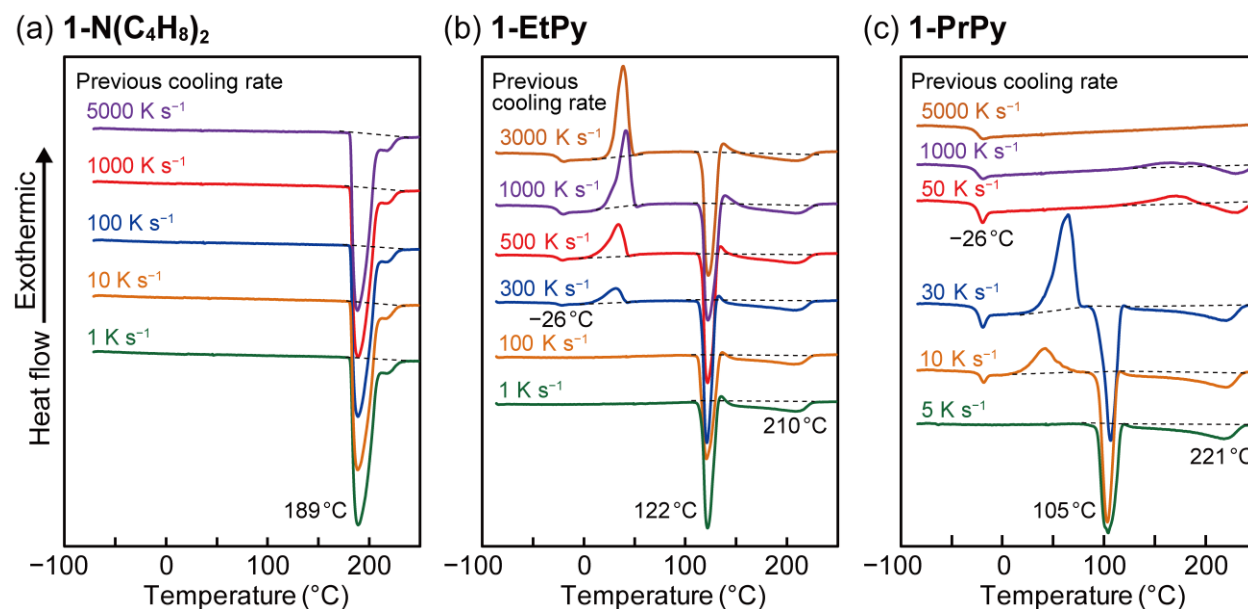 (a) 1-N(C₄H₈)₂
Previous cooling rate
5000 K s⁻¹
1000 K s⁻¹
100 K s⁻¹
10 K s⁻¹
1 K s⁻¹
189 °C
Heat flow
Exothermic
−100
0
100
200
Temperature (°C)
(b) 1-EtPy
Previous
cooling rate
3000 K s⁻¹
1000 K s⁻¹
500 K s⁻¹
300 K s⁻¹
−26 °C
100 K s⁻¹
1 K s⁻¹
210 °C
122 °C
−100
0
100
200
Temperature (°C)
(c) 1-PrPy
Previous cooling rate
5000 K s⁻¹
1000 K s⁻¹
50 K s⁻¹
−26 °C
30 K s⁻¹
10 K s⁻¹
5 K s⁻¹
221 °C
105 °C
−100
0
100
200
Temperature (°C)